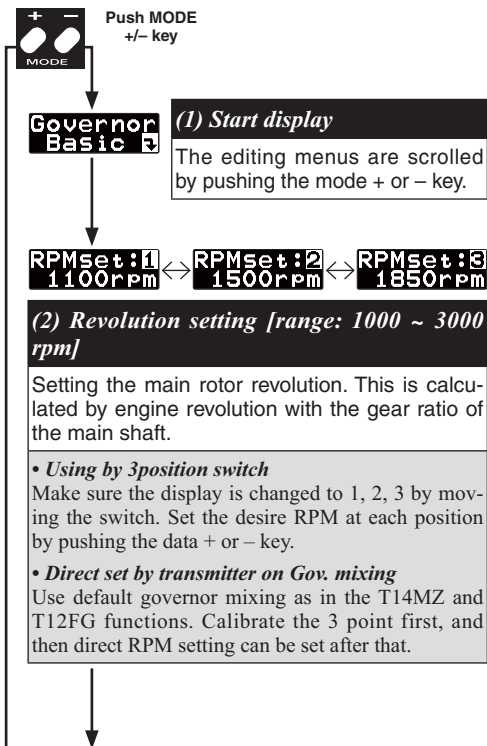 + –
MODE
Push MODE
+/– key
Governor
Basic
(1) Start display
The editing menus are scrolled
by pushing the mode + or – key.
RPMset:1
1100rpm
RPMset:2
1500rpm
RPMset:3
1850rpm
(2) Revolution setting [range: 1000 ~ 3000
rpm]
Setting the main rotor revolution. This is calcu-
lated by engine revolution with the gear ratio of
the main shaft.
• Using by 3position switch
Make sure the display is changed to 1, 2, 3 by mov-
ing the switch. Set the desire RPM at each position
by pushing the data + or – key.
• Direct set by transmitter on Gov. mixing
Use default governor mixing as in the T14MZ and
T12FG functions. Calibrate the 3 point first, and
then direct RPM setting can be set after that.